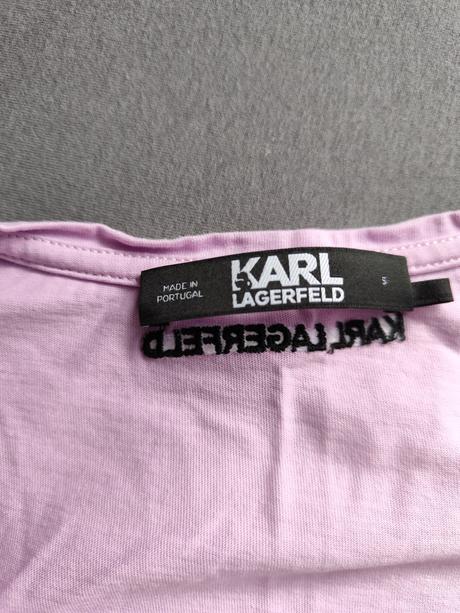 MADE IN
PORTUGAL
KARL
LAGERFELD
S
KARL LAGERFELD